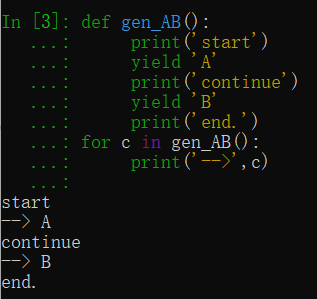 In [3]: def gen_AB():
   ...:     print('start')
   ...:     yield 'A'
   ...:     print('continue')
   ...:     yield 'B'
   ...:     print('end.')
   ...: for c in gen_AB():
   ...:     print('-->',c)
   ...:
start
--> A
continue
--> B
end.